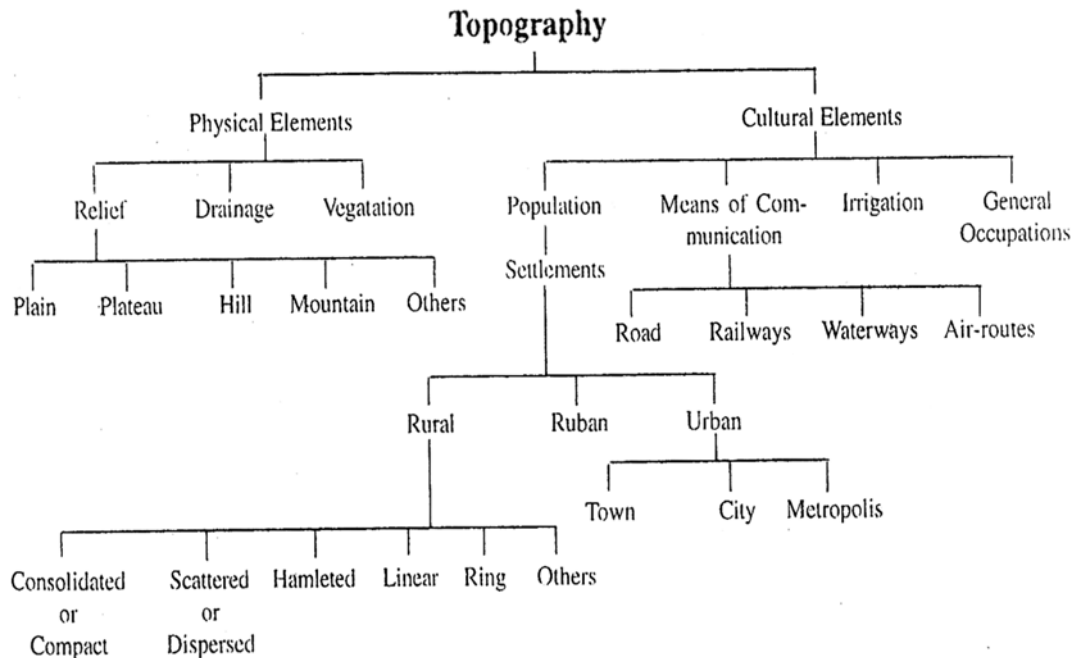 Topography
Physical Elements
Cultural Elements
Relief
Drainage
Vegatation
Population
Means of Com-
munication
Irrigation
General
Occupations
Settlements
Plain
Plateau
Hill
Mountain
Others
Road
Railways
Waterways
Air-routes
Rural
Ruban
Urban
Town
City
Metropolis
Consolidated
or
Compact
Scattered
or
Dispersed
Hamleted
Linear
Ring
Others